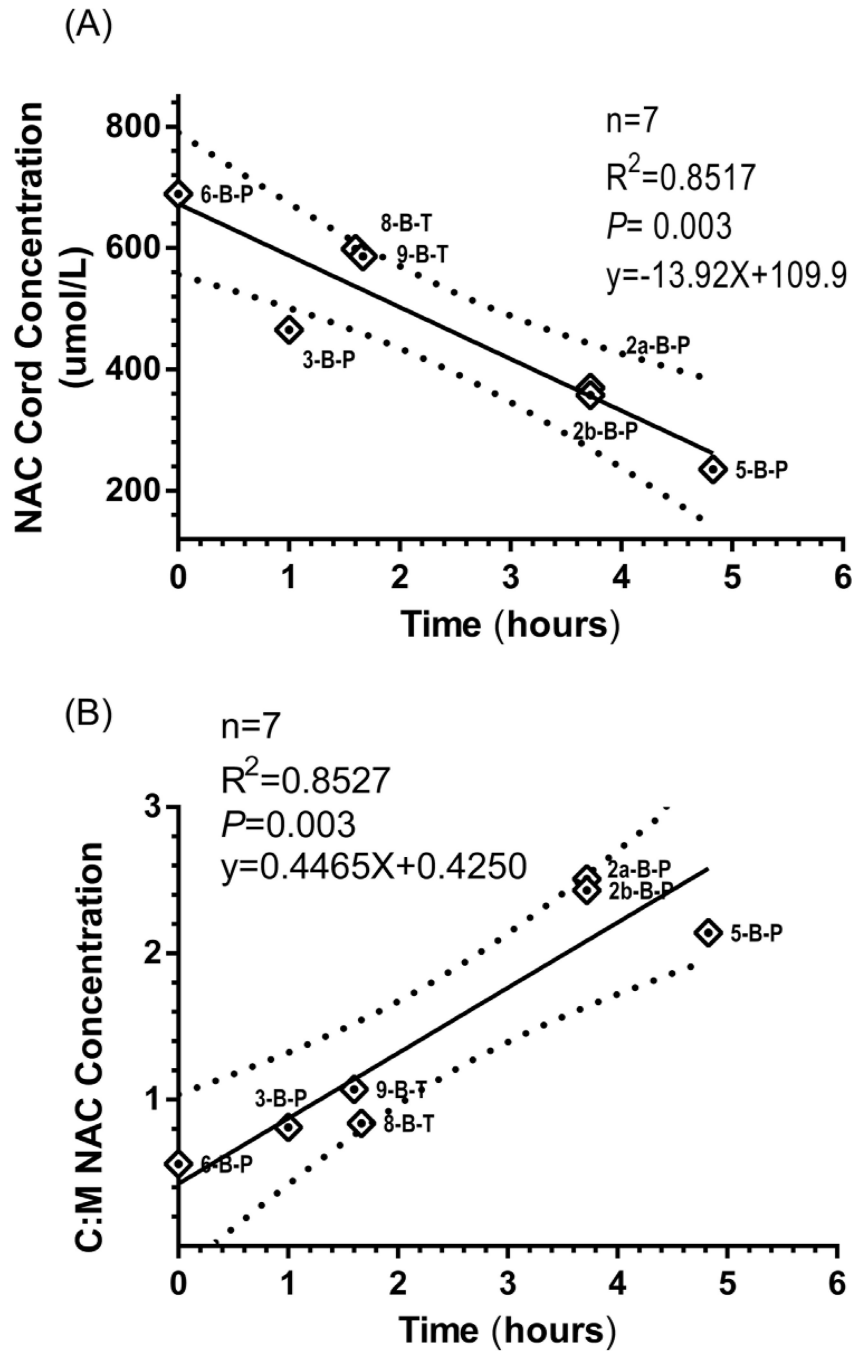 (A)
NAC Cord Concentration
(umol/L)
800
600
400
200
n=7
R²=0.8517
P= 0.003
y=-13.92X+109.9
6-B-P
8-B-T
9-B-T
3-B-P
2a-B-P
2b-B-P
5-B-P
0 1 2 3 4 5 6
Time (hours)
(B)
n=7
R²=0.8527
P=0.003
y=0.4465X+0.4250
C:M NAC Concentration
3
2
1
2a-B-P
2b-B-P
5-B-P
3-B-P
9-B-T
8-B-T
6-B-P
0 1 2 3 4 5 6
Time (hours)